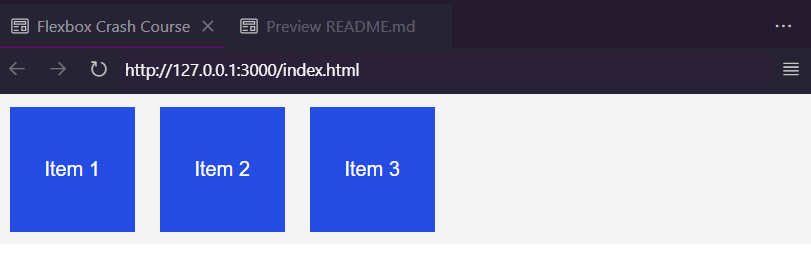 Flexbox Crash Course
Preview README.md
http://127.0.0.1:3000/index.html
Item 1
Item 2
Item 3